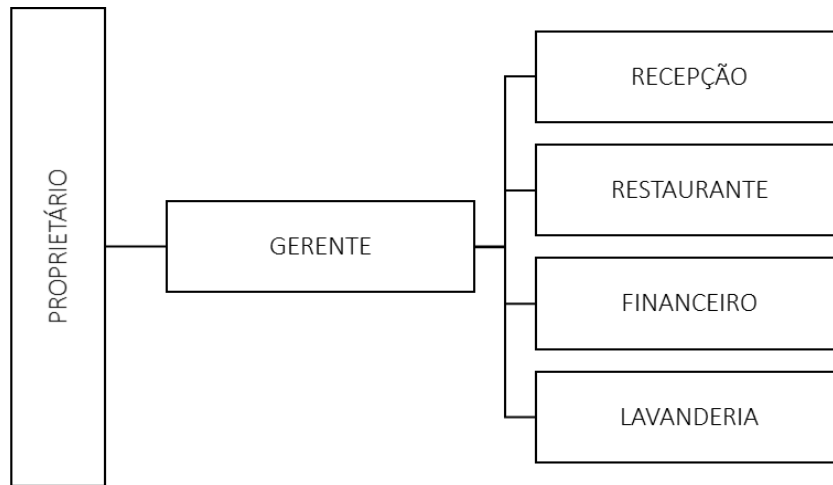 PROPRIETÁRIO
GERENTE
RECEPÇÃO
RESTAURANTE
FINANCEIRO
LAVANDERIA